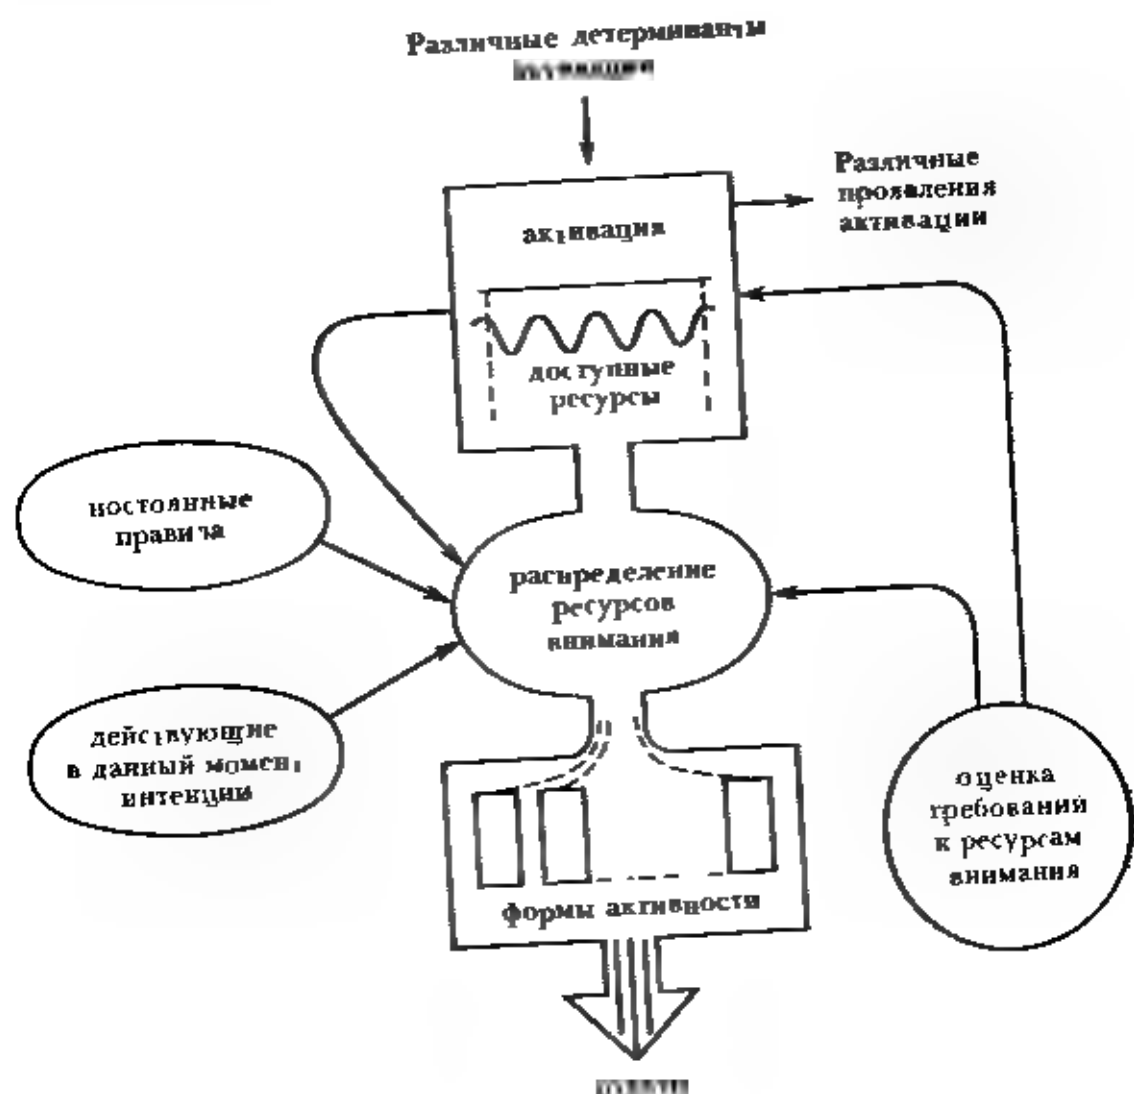 Различные детерминанты
Различные
проявления
активации
активация
доступные
ресурсы
постоянные
правила
распределение
ресурсов
внимания
действующие
в данный момент
интенции
оценка
требований
к ресурсам
внимания
формы активности